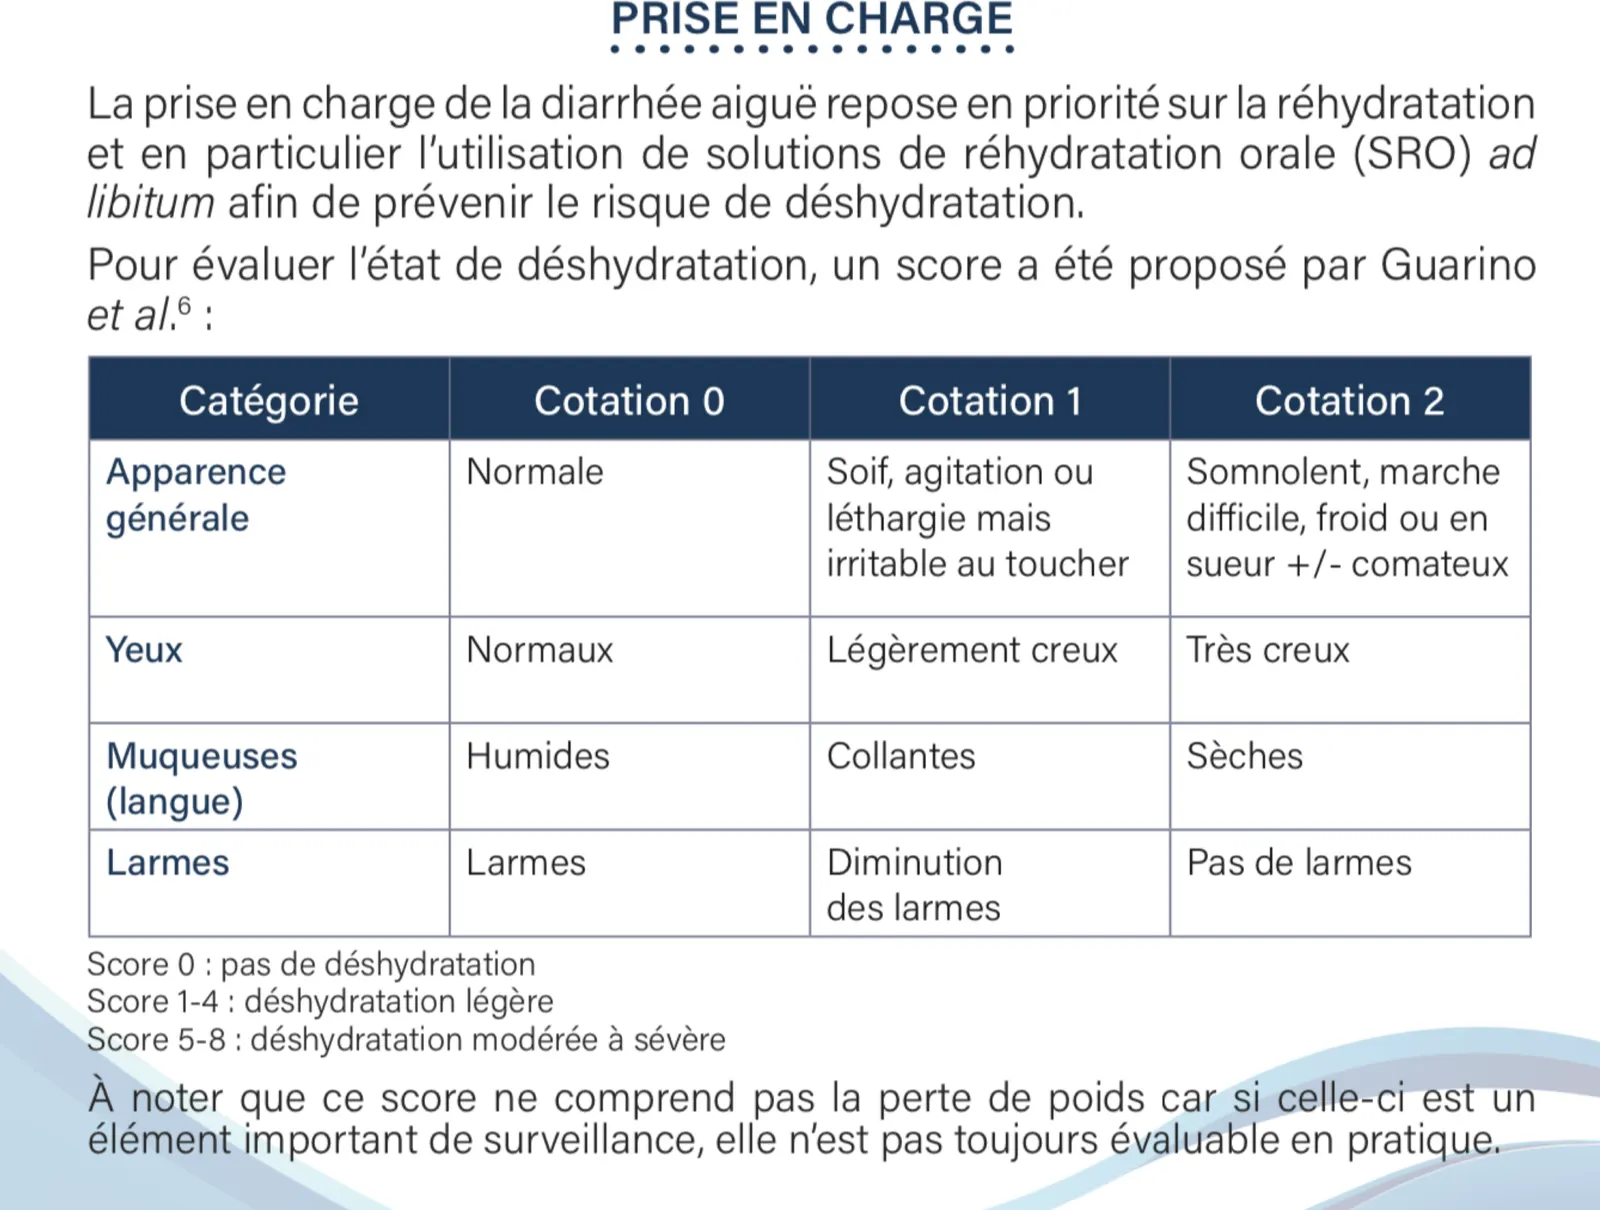 PRISE EN CHARGE
La prise en charge de la diarrhée aiguë repose en priorité sur la réhydratation
et en particulier l'utilisation de solutions de réhydratation orale (SRO) ad
libitum afin de prévenir le risque de déshydratation.
Pour évaluer l'état de déshydratation, un score a été proposé par Guarino
et al.⁶ :
Catégorie Cotation 0 Cotation 1 Cotation 2
Apparence générale Normale Soif, agitation ou léthargie mais irritable au toucher Somnolent, marche difficile, froid ou en sueur +/- comateux
Yeux Normaux Légèrement creux Très creux
Muqueuses (langue) Humides Collantes Sèches
Larmes Larmes Diminution des larmes Pas de larmes
Score 0 : pas de déshydratation
Score 1-4 : déshydratation légère
Score 5-8 : déshydratation modérée à sévère
À noter que ce score ne comprend pas la perte de poids car si celle-ci est un
élément important de surveillance, elle n'est pas toujours évaluable en pratique.